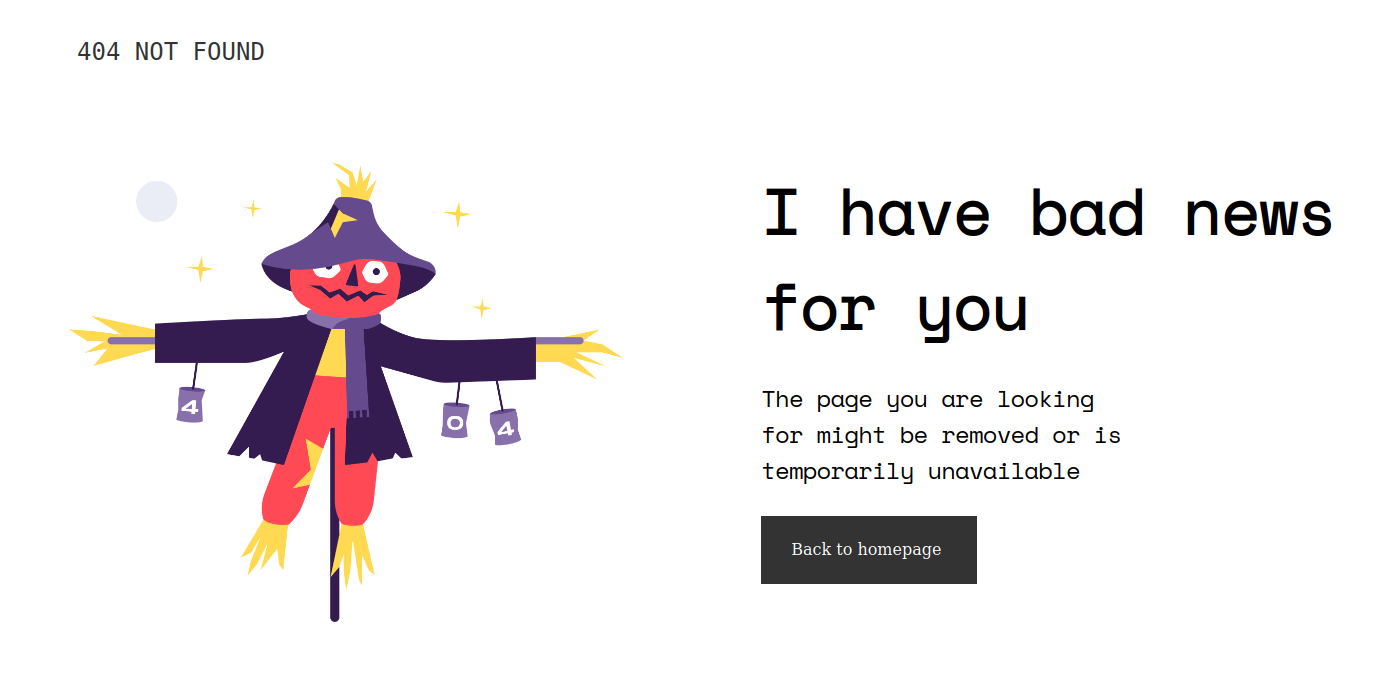 404 NOT FOUND
I have bad news
for you
The page you are looking
for might be removed or is
temporarily unavailable
Back to homepage
4
0
4